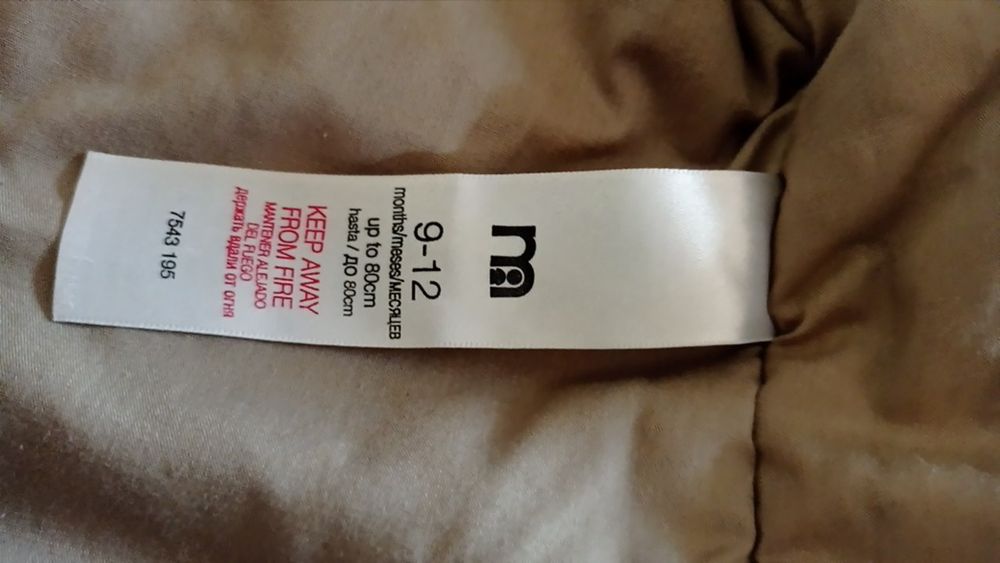 m
9-12
months/meses/МЕСЯЦЕВ
up to 80cm
hasta / ДО 80cm
KEEP AWAY
FROM FIRE
MANTENER ALEJADO
DEL FUEGO
держать вдали от огня
7543 195